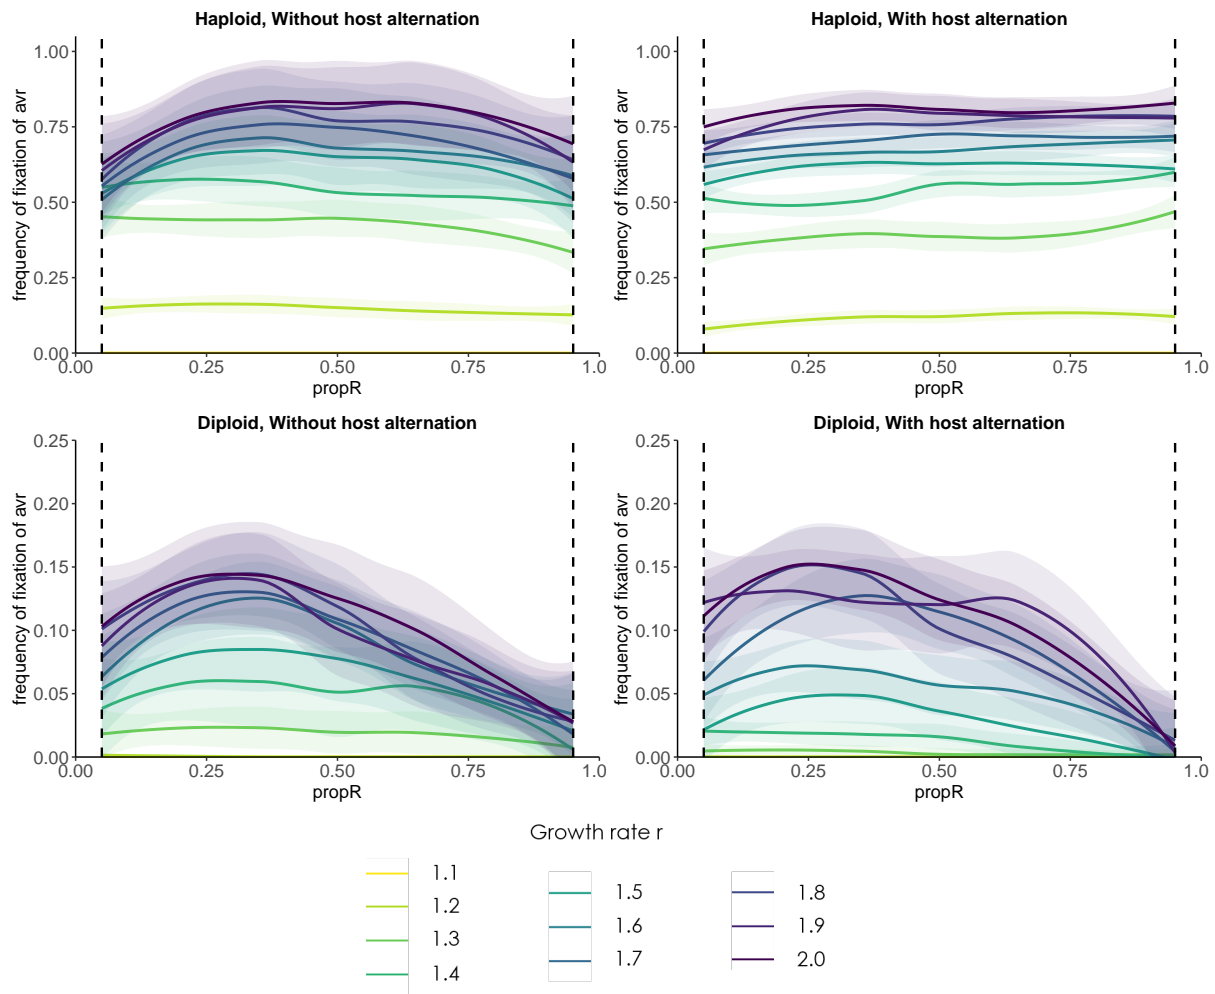 Haploid, Without host alternation
frequency of fixation of avr
1.00
0.75
0.50
0.25
0.00
0.00 0.25 0.50 0.75 1.0
propR
Haploid, With host alternation
frequency of fixation of avr
1.00
0.75
0.50
0.25
0.00
0.00 0.25 0.50 0.75 1.0
propR
Diploid, Without host alternation
frequency of fixation of avr
0.25
0.20
0.15
0.10
0.05
0.00
0.00 0.25 0.50 0.75 1.0
propR
Diploid, With host alternation
frequency of fixation of avr
0.25
0.20
0.15
0.10
0.05
0.00
0.00 0.25 0.50 0.75 1.0
propR
Growth rate r
1.1
1.2
1.3
1.4
1.5
1.6
1.7
1.8
1.9
2.0